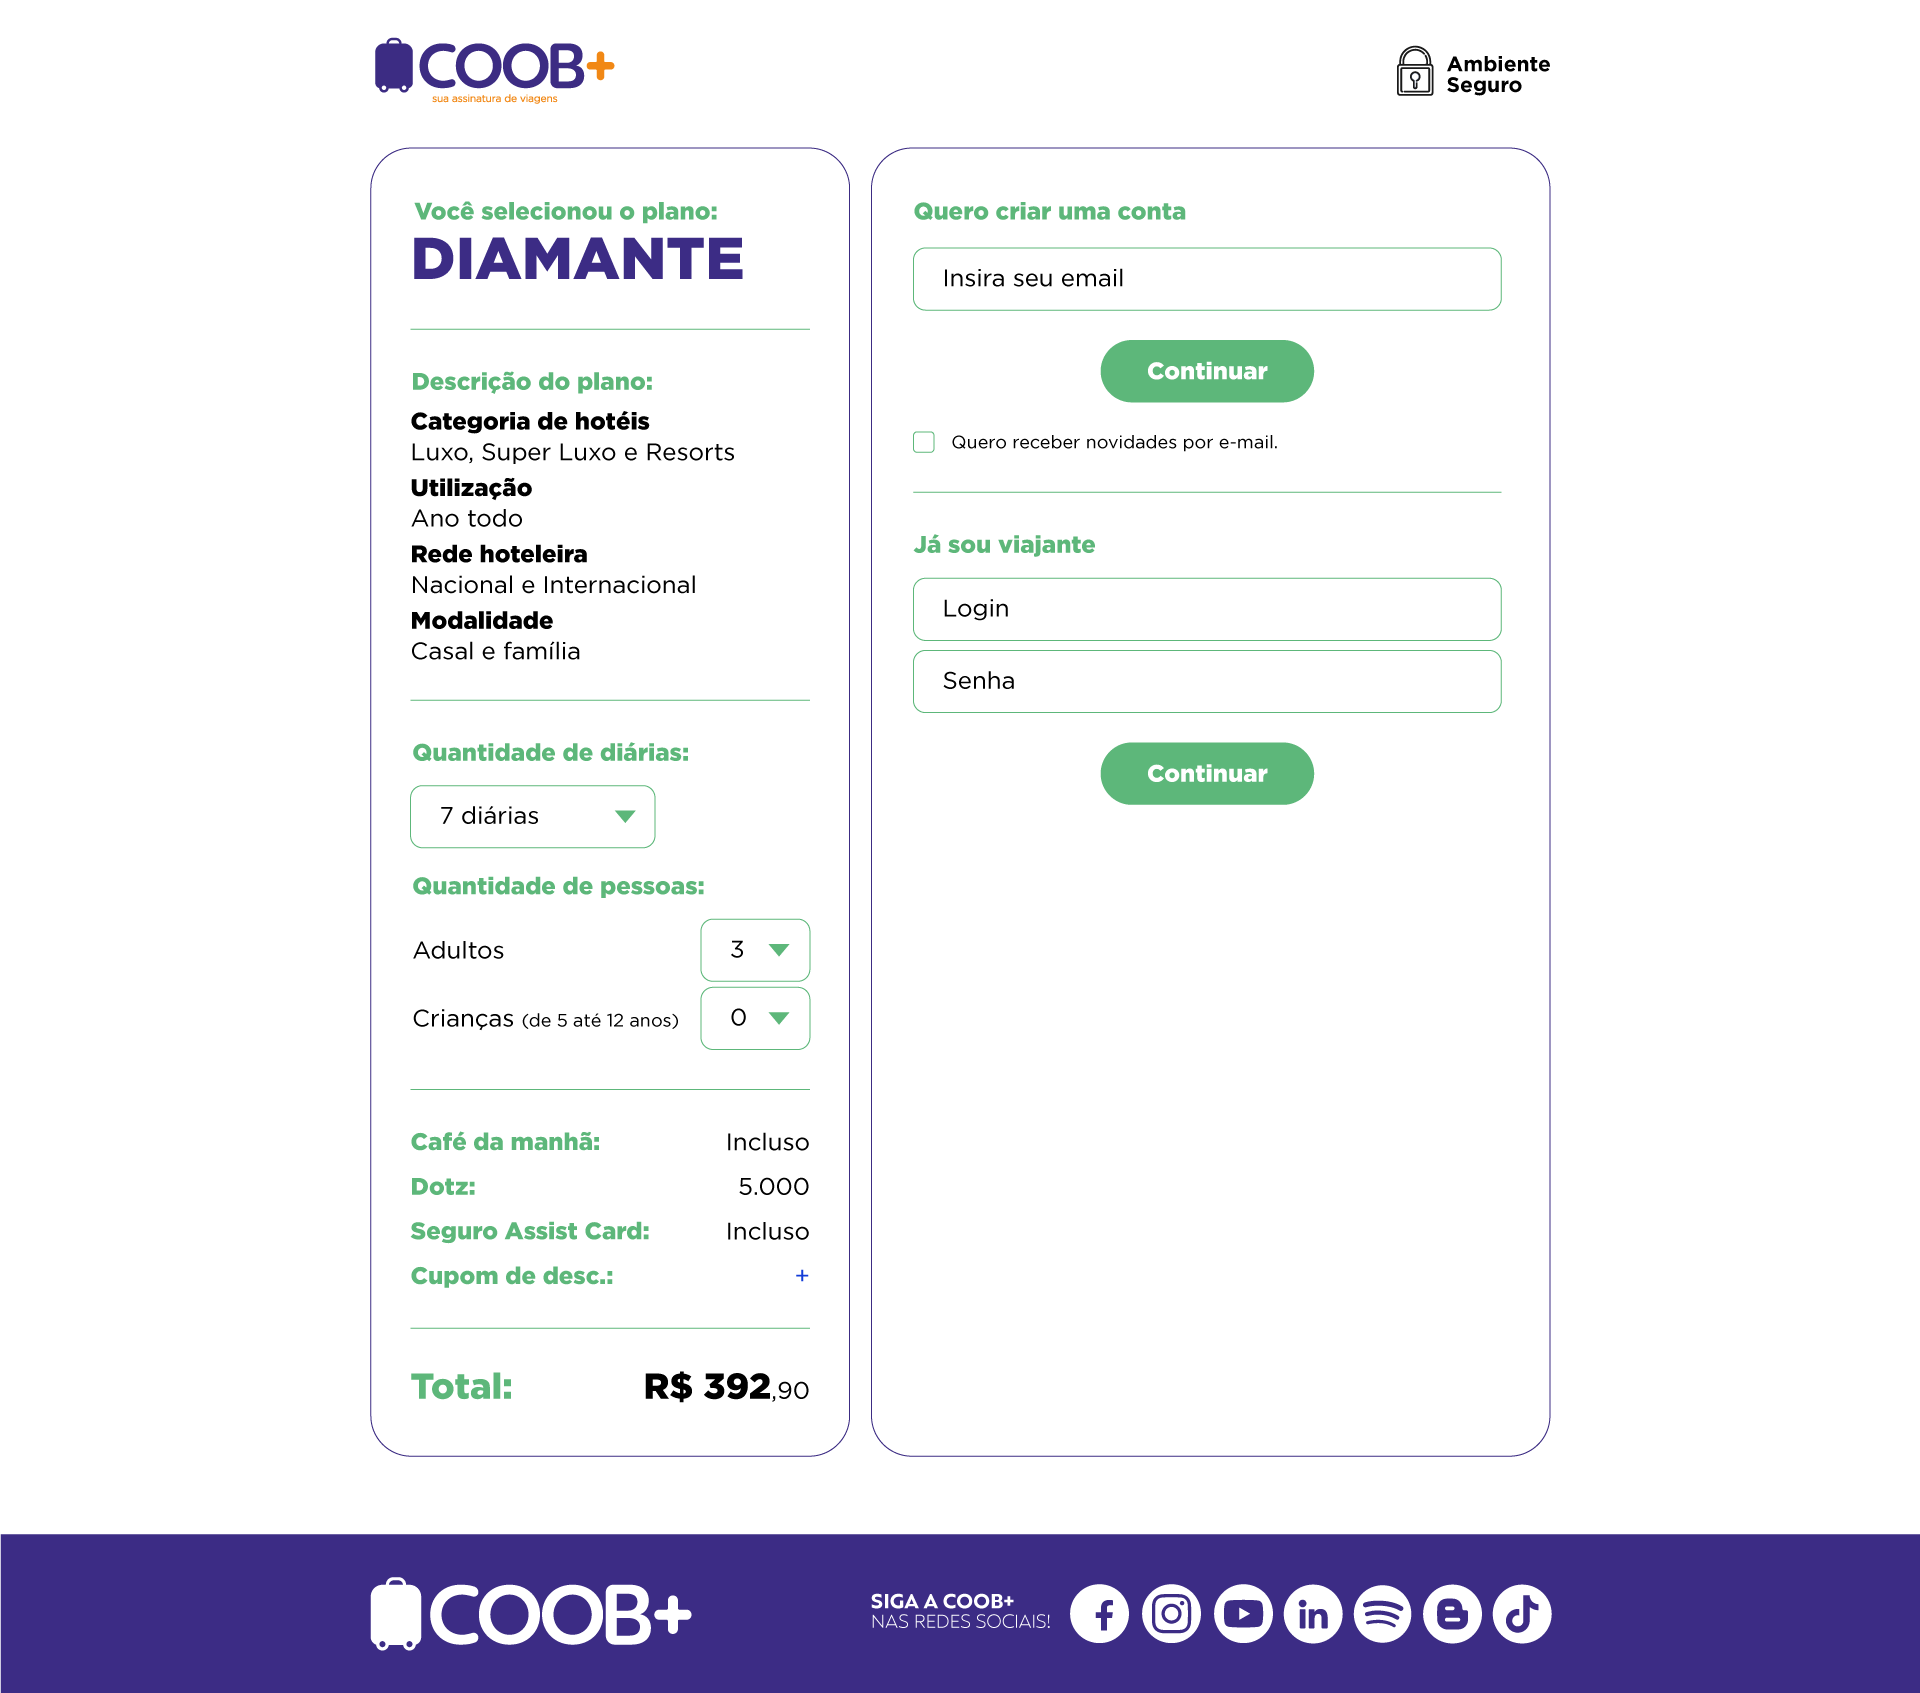 COOB+
sua assinatura de viagens
Ambiente
Seguro
Você selecionou o plano:
DIAMANTE
Descrição do plano:
Categoria de hotéis
Luxo, Super Luxo e Resorts
Utilização
Ano todo
Rede hoteleira
Nacional e Internacional
Modalidade
Casal e família
Quantidade de diárias:
7 diárias
Quantidade de pessoas:
Adultos 3
Crianças (de 5 até 12 anos) 0
Café da manhã: Incluso
Dotz: 5.000
Seguro Assist Card: Incluso
Cupom de desc.: +
Total: R$ 392,90
Quero criar uma conta
Insira seu email
Continuar
Quero receber novidades por e-mail.
Já sou viajante
Login
Senha
Continuar
COOB+
SIGA A COOB+
NAS REDES SOCIAIS!